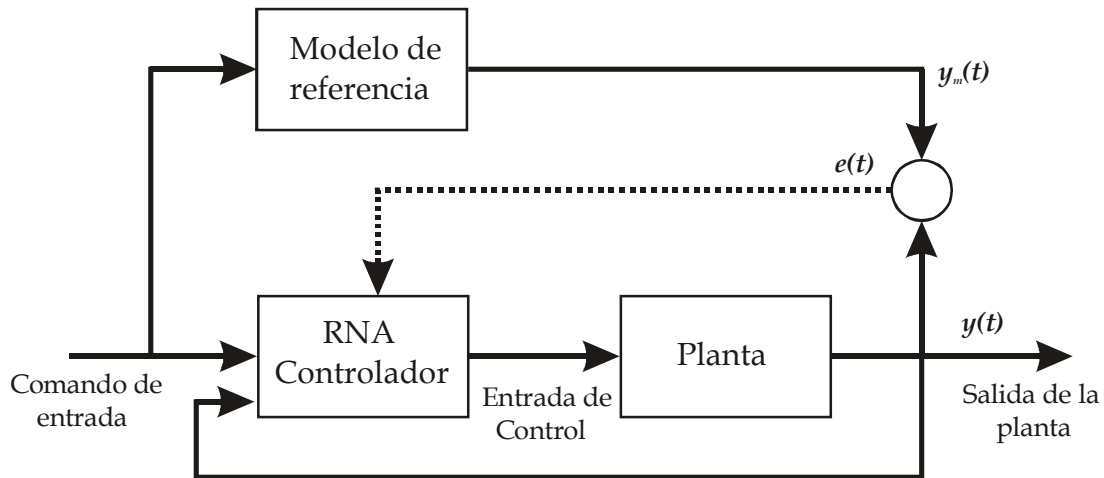 Modelo de
referencia
y_m(t)
e(t)
RNA
Controlador
Planta
y(t)
Comando de
entrada
Entrada de
Control
Salida de la
planta